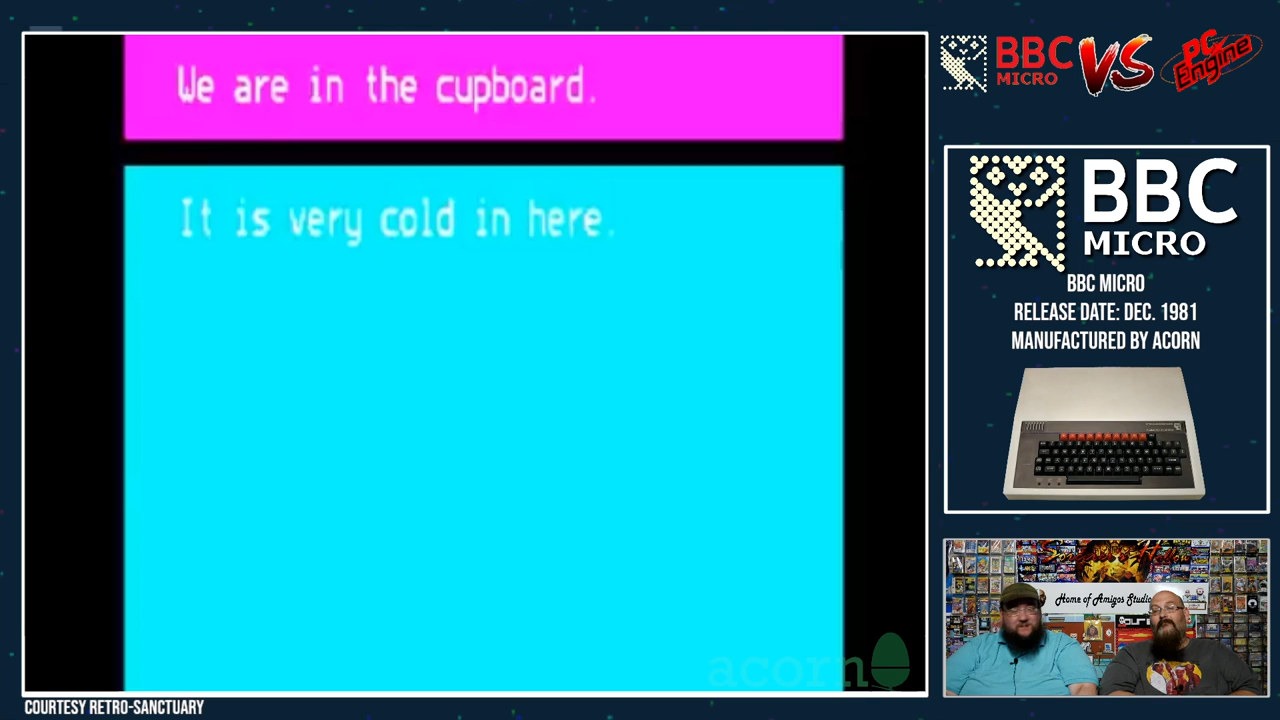 We are in the cupboard.
It is very cold in here.
acorn
COURTESY RETRO-SANCTUARY
BBC
MICRO
VS
PC
Engine
BBC
MICRO
BBC MICRO
RELEASE DATE: DEC. 1981
MANUFACTURED BY ACORN
Home of Amigos Studio